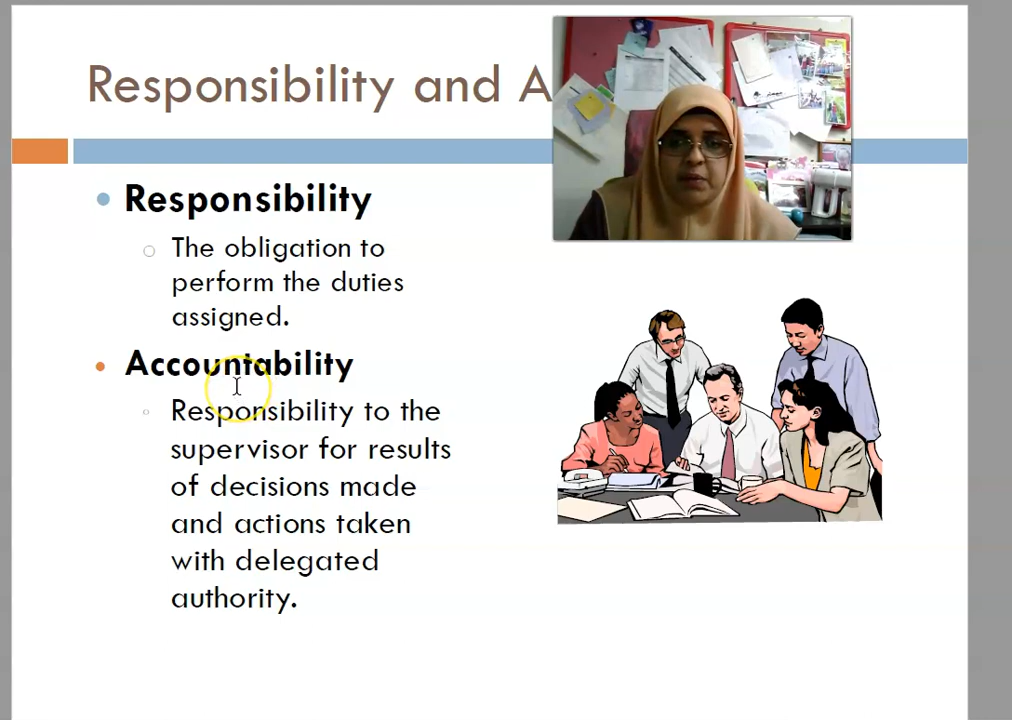 Responsibility and A
Responsibility
The obligation to
perform the duties
assigned.
Accountability
Responsibility to the
supervisor for results
of decisions made
and actions taken
with delegated
authority.